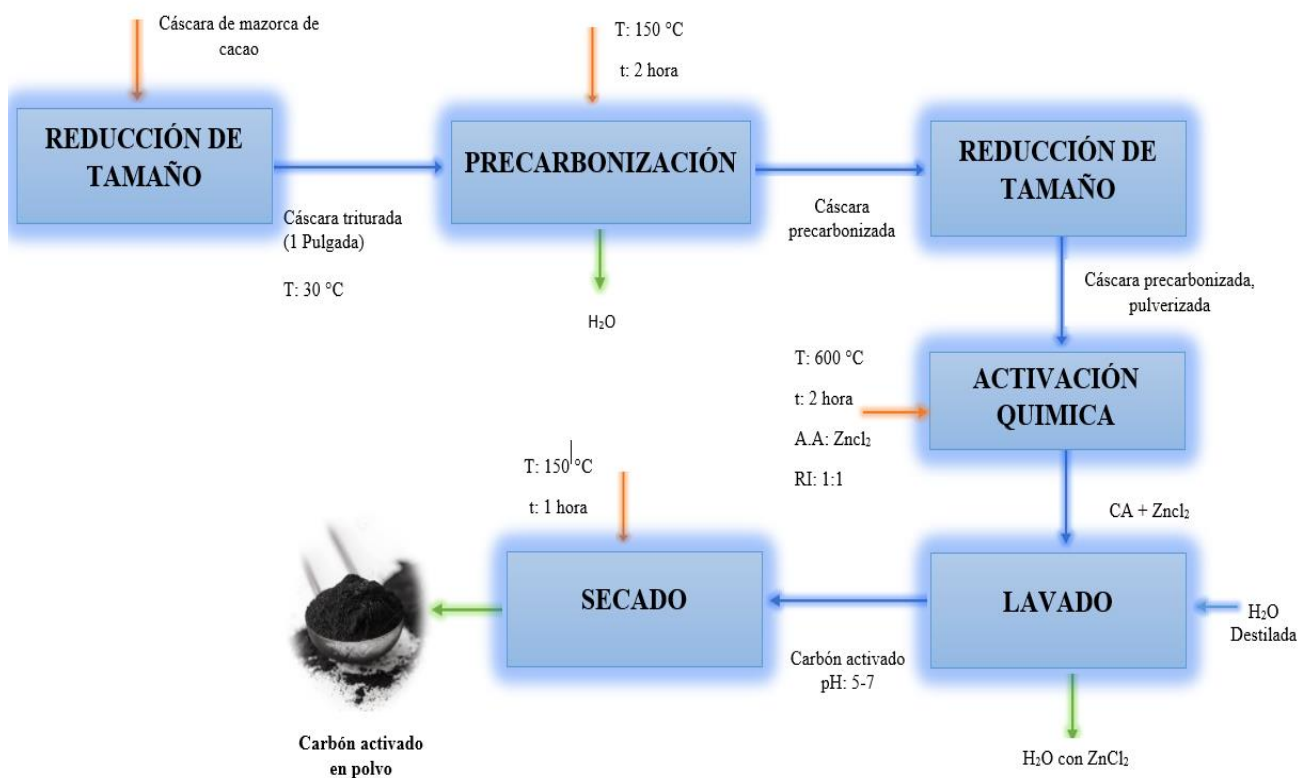 Cáscara de mazorca de
cacao
REDUCCIÓN DE
TAMAÑO
Cáscara triturada
(1 Pulgada)
T: 30 °C
T: 150 °C
t: 2 hora
PRECARBONIZACIÓN
H₂O
Cáscara
precarbonizada
REDUCCIÓN DE
TAMAÑO
Cáscara precarbonizada,
pulverizada
T: 600 °C
t: 2 hora
A.A: Zncl₂
RI: 1:1
ACTIVACIÓN
QUIMICA
CA + Zncl₂
LAVADO
H₂O
Destilada
H₂O con ZnCl₂
Carbón activado
pH: 5-7
T: 150 °C
t: 1 hora
SECADO
Carbón activado
en polvo